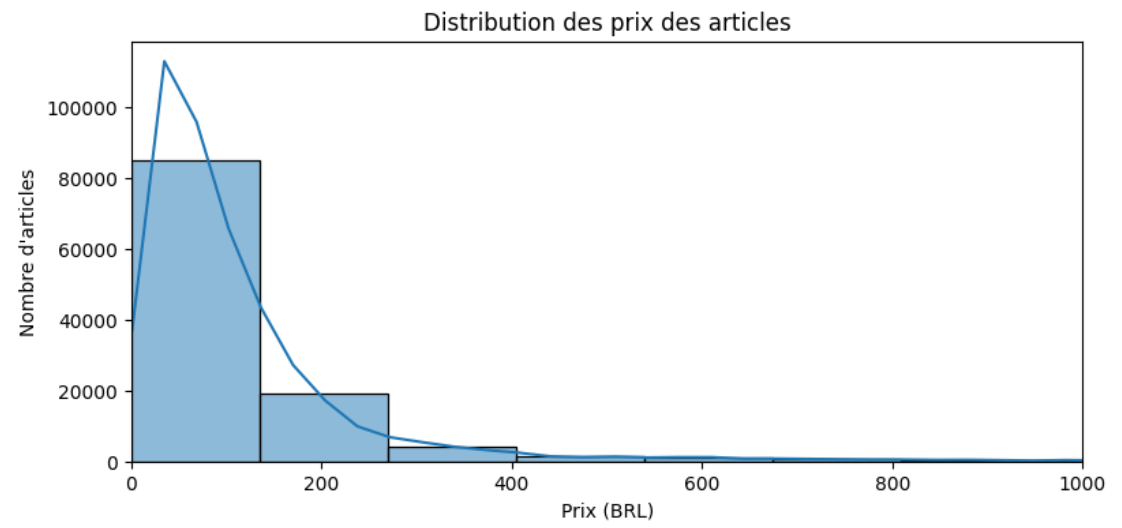 Distribution des prix des articles
Nombre d'articles
100000
80000
60000
40000
20000
0
0 200 400 600 800 1000
Prix (BRL)